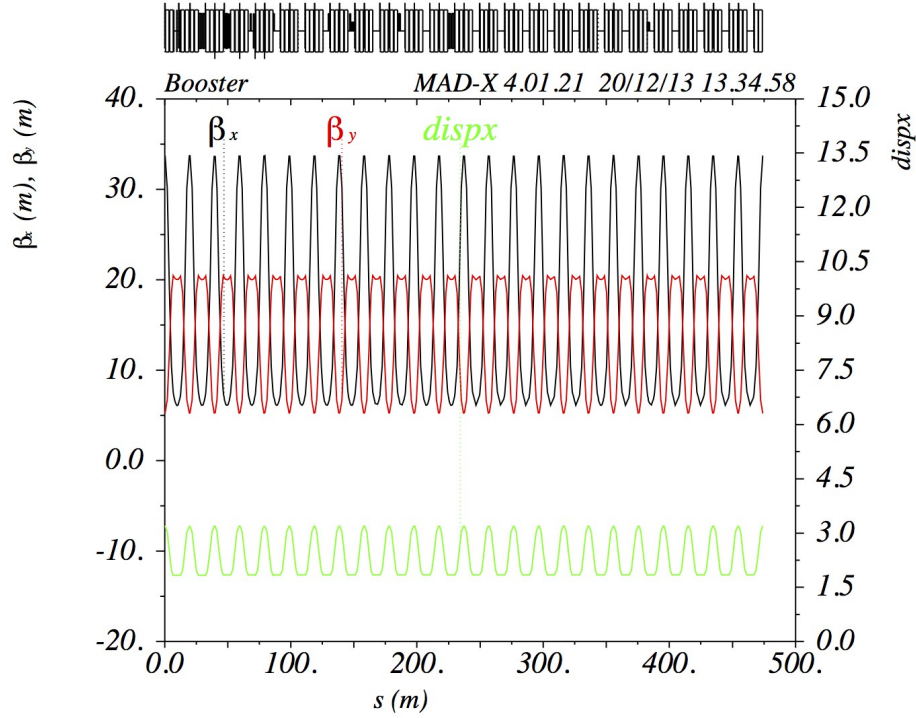 Booster MAD-X 4.01.21 20/12/13 13.34.58
40. 15.0
βx (m), βy (m)
βx βy dispx
dispx
13.5
30.
12.0
10.5
20.
9.0
10. 7.5
6.0
0.0
4.5
3.0
-10.
1.5
-20. 0.0
0.0 100. 200. 300. 400. 500.
s (m)